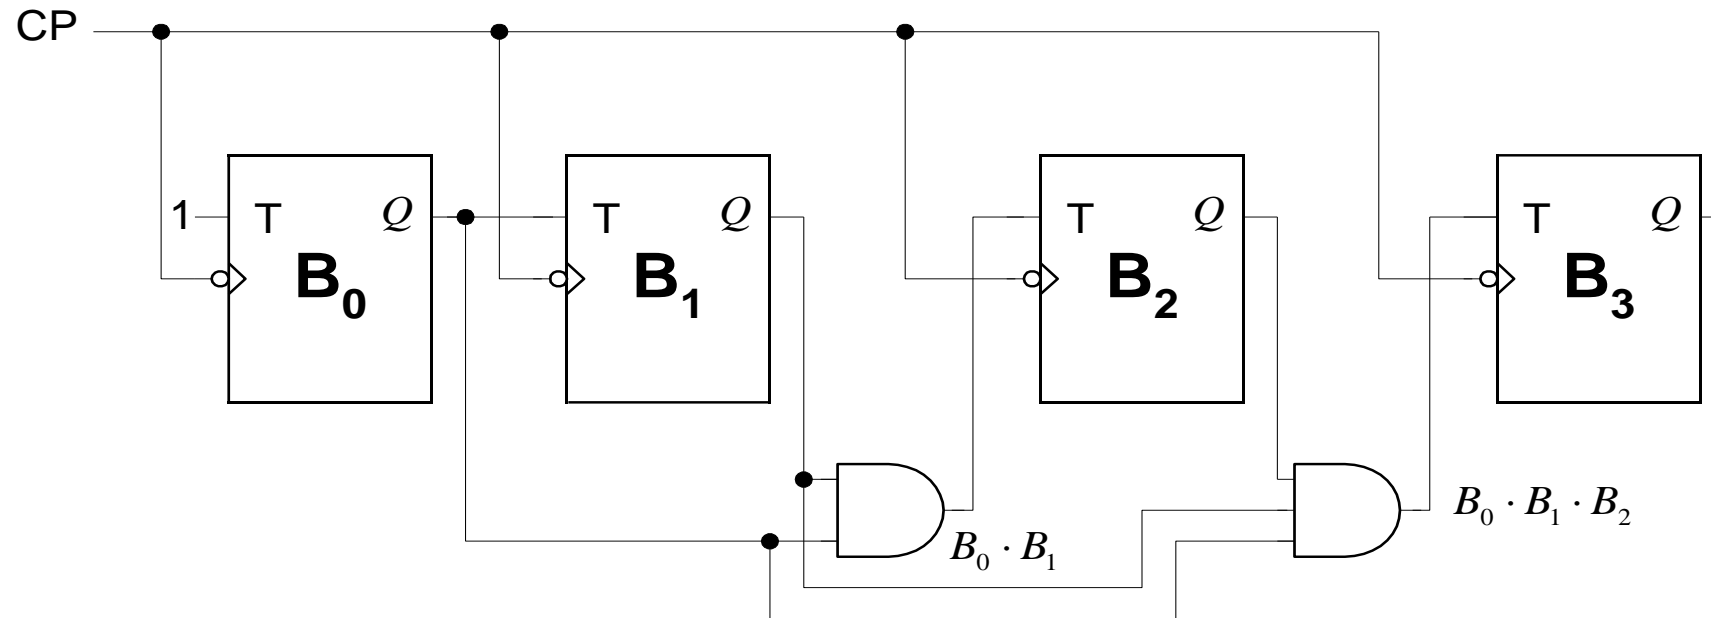 CP
1 T Q T Q T Q T Q
B₀ B₁ B₂ B₃
B₀ · B₁
B₀ · B₁ · B₂